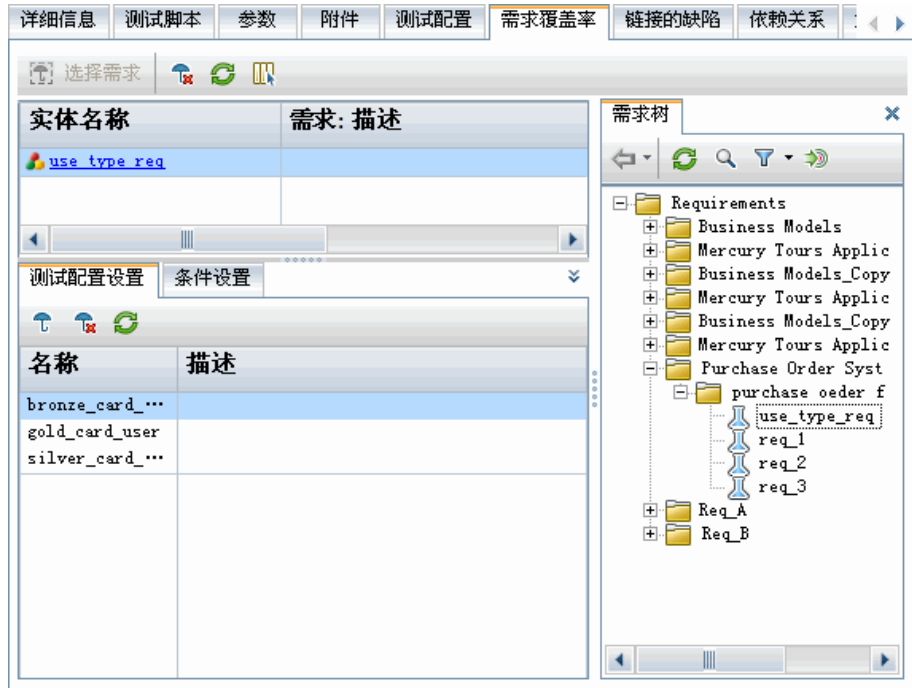 详细信息 测试脚本 参数 附件 测试配置 需求覆盖率 链接的缺陷 依赖关系
选择需求
实体名称 需求: 描述
use_type_req
测试配置设置 条件设置
名称 描述
bronze_card_…
gold_card_user
silver_card_…
需求树
Requirements
Business Models
Mercury Tours Applic
Business Models_Copy
Mercury Tours Applic
Business Models_Copy
Mercury Tours Applic
Purchase Order Syst
purchase oeder f
use_type_req
req_1
req_2
req_3
Req_A
Req_B